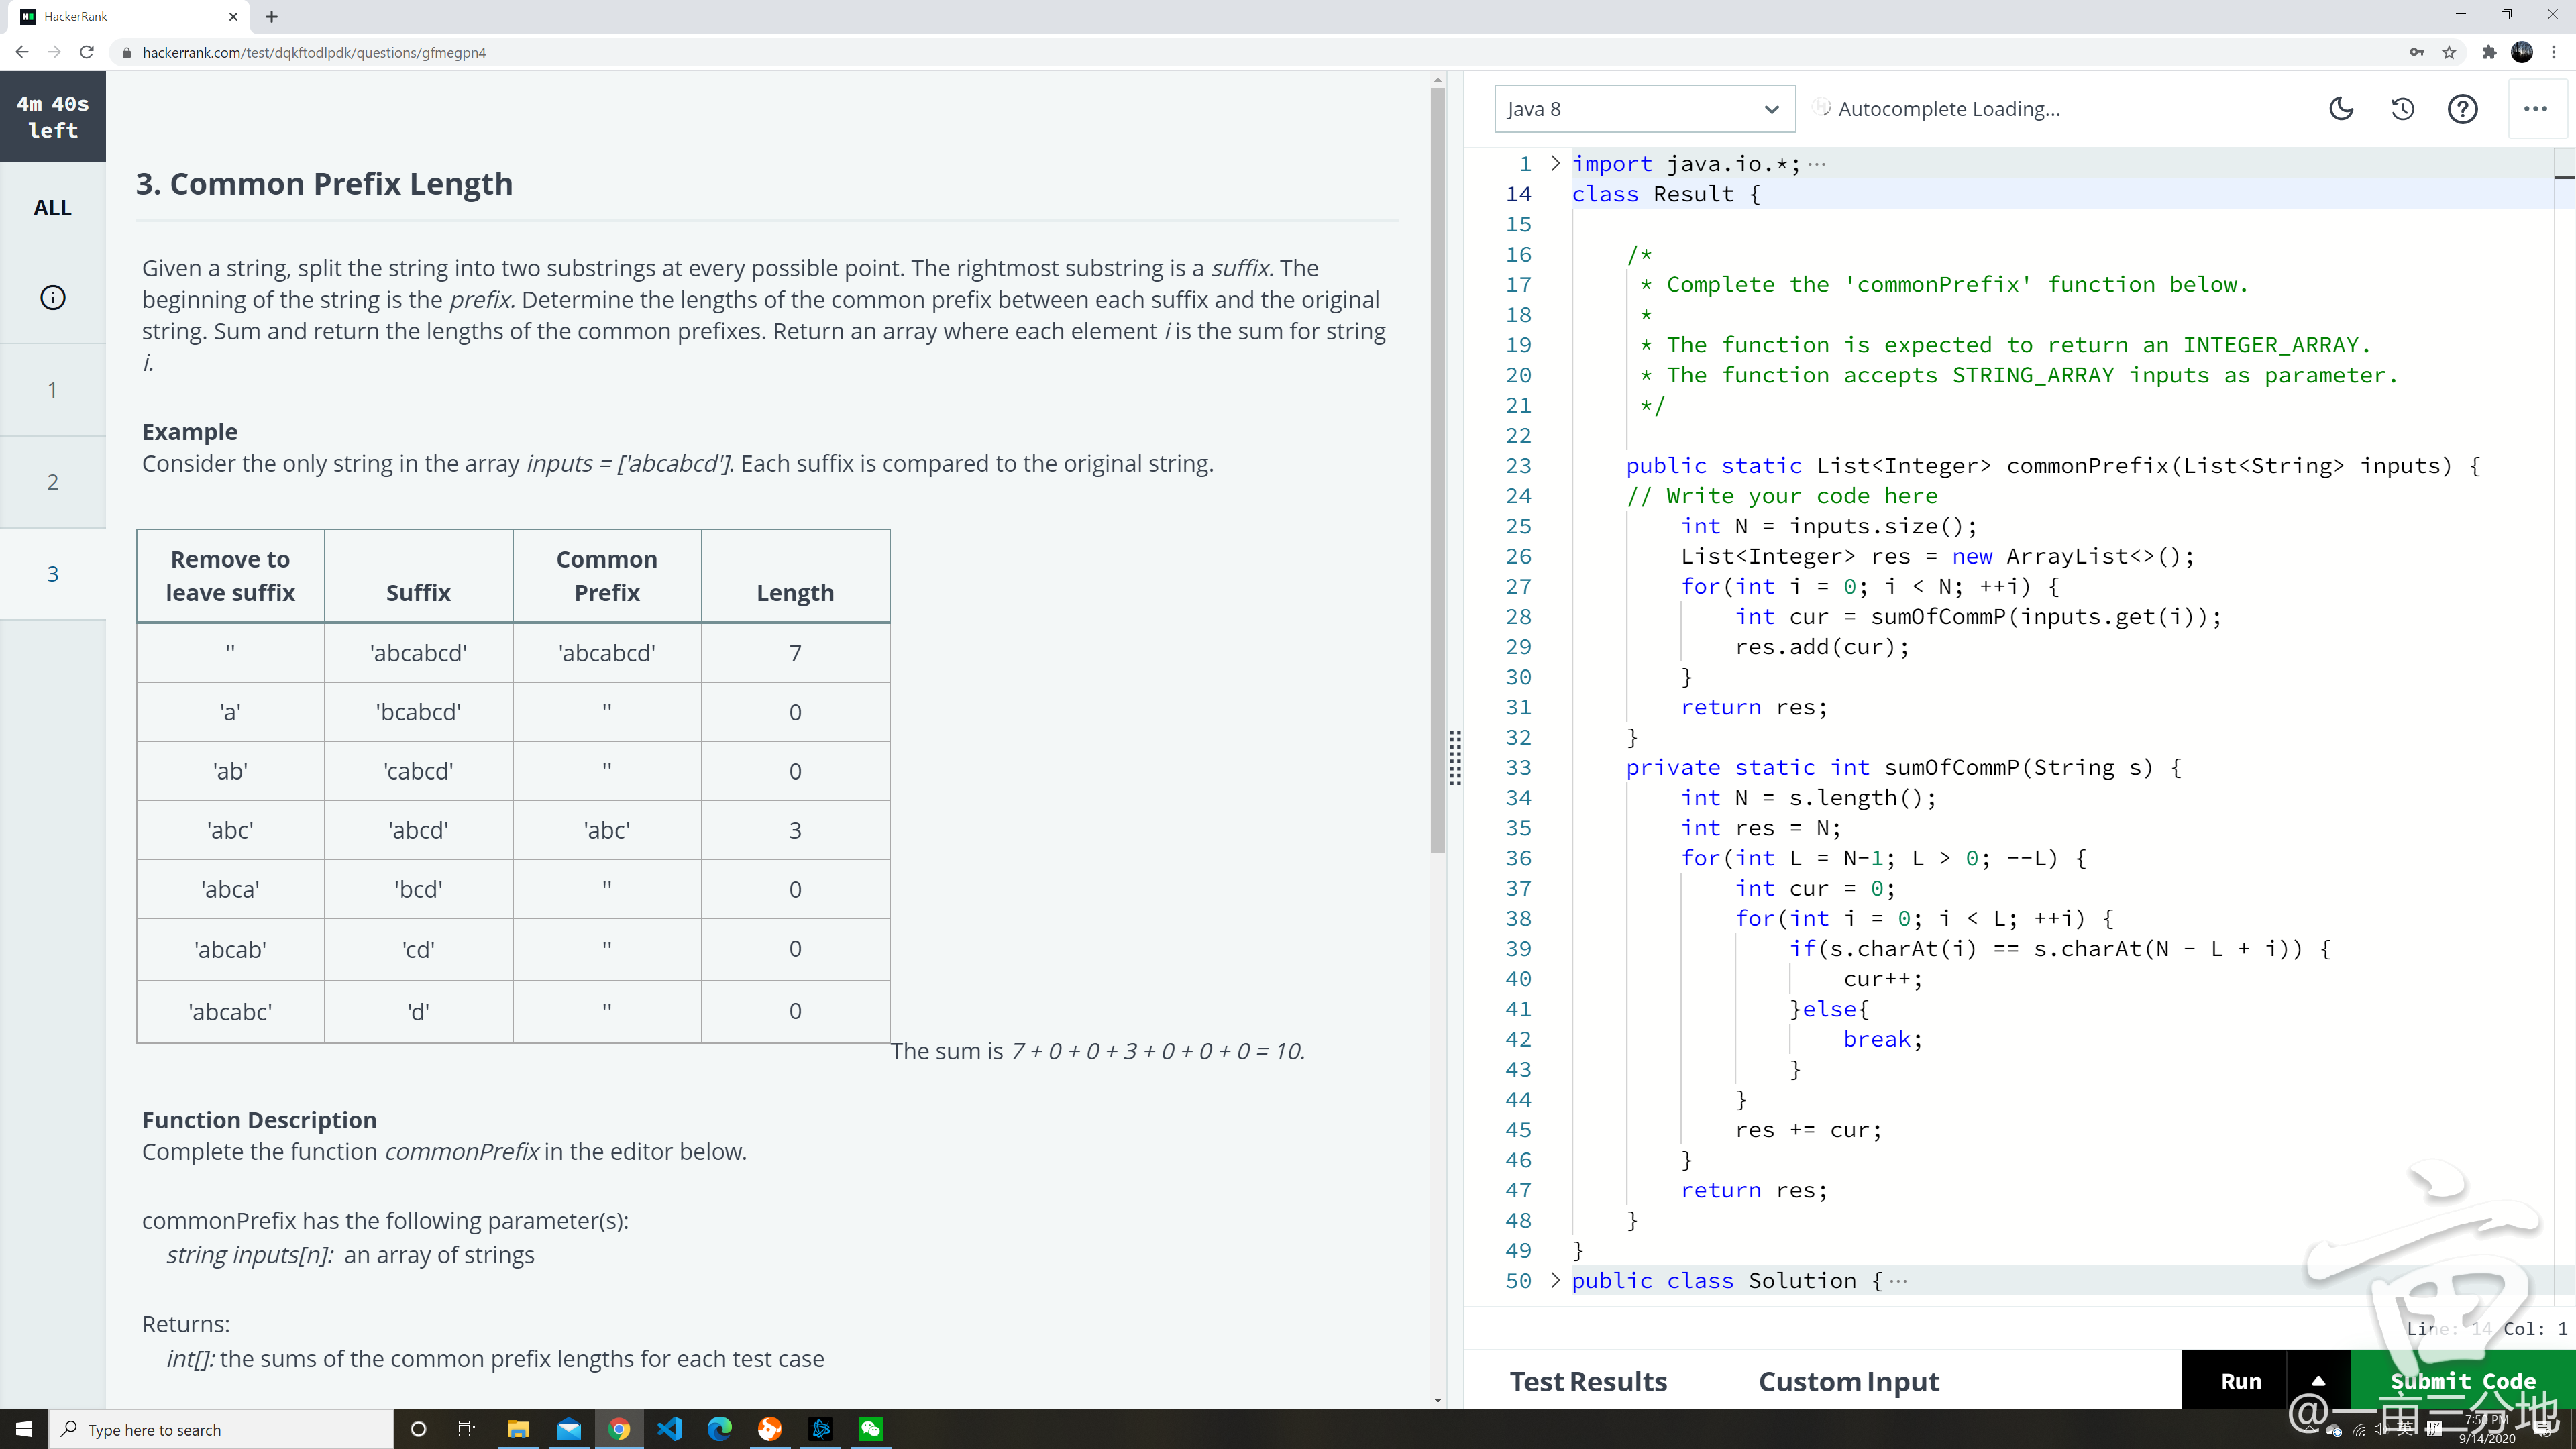 HackerRank
hackerrank.com/test/dqkftodlpdk/questions/gfmegpn4
4m 40s
left
ALL
1
2
3
3. Common Prefix Length
Given a string, split the string into two substrings at every possible point. The rightmost substring is a suffix. The
beginning of the string is the prefix. Determine the lengths of the common prefix between each suffix and the original
string. Sum and return the lengths of the common prefixes. Return an array where each element i is the sum for string
i.
Example
Consider the only string in the array inputs = ['abcabcd']. Each suffix is compared to the original string.
Remove to leave suffix Suffix Common Prefix Length
'' 'abcabcd' 'abcabcd' 7
'a' 'bcabcd' '' 0
'ab' 'cabcd' '' 0
'abc' 'abcd' 'abc' 3
'abca' 'bcd' '' 0
'abcab' 'cd' '' 0
'abcabc' 'd' '' 0
The sum is 7 + 0 + 0 + 3 + 0 + 0 + 0 = 10.
Function Description
Complete the function commonPrefix in the editor below.
commonPrefix has the following parameter(s):
string inputs[n]: an array of strings
Returns:
int[]: the sums of the common prefix lengths for each test case
Java 8
Autocomplete Loading...
1 import java.io.*;···
14 class Result {
15
16 /*
17 * Complete the 'commonPrefix' function below.
18 *
19 * The function is expected to return an INTEGER_ARRAY.
20 * The function accepts STRING_ARRAY inputs as parameter.
21 */
22
23 public static List<Integer> commonPrefix(List<String> inputs) {
24 // Write your code here
25 int N = inputs.size();
26 List<Integer> res = new ArrayList<>();
27 for(int i = 0; i < N; ++i) {
28 int cur = sumOfCommP(inputs.get(i));
29 res.add(cur);
30 }
31 return res;
32 }
33 private static int sumOfCommP(String s) {
34 int N = s.length();
35 int res = N;
36 for(int L = N-1; L > 0; --L) {
37 int cur = 0;
38 for(int i = 0; i < L; ++i) {
39 if(s.charAt(i) == s.charAt(N - L + i)) {
40 cur++;
41 }else{
42 break;
43 }
44 }
45 res += cur;
46 }
47 return res;
48 }
49 }
50 public class Solution {···
Line: 14 Col: 1
Test Results
Custom Input
Run
Submit Code
亩
@一亩三分地
Type here to search
英
7:50 PM
9/14/2020